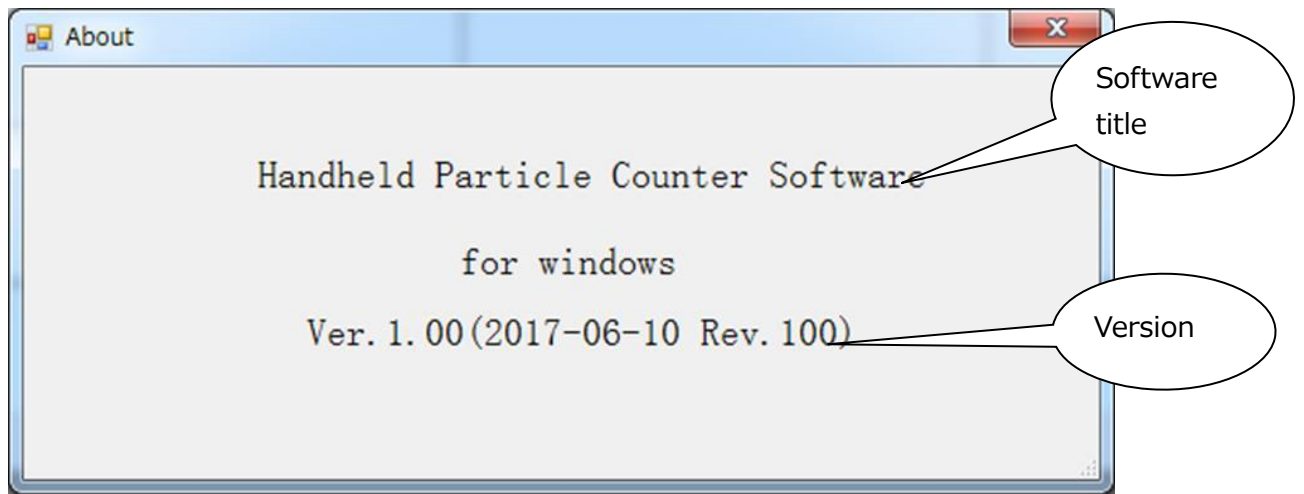 About
Software
title
Handheld Particle Counter Software
for windows
Ver.1.00(2017-06-10 Rev.100)
Version